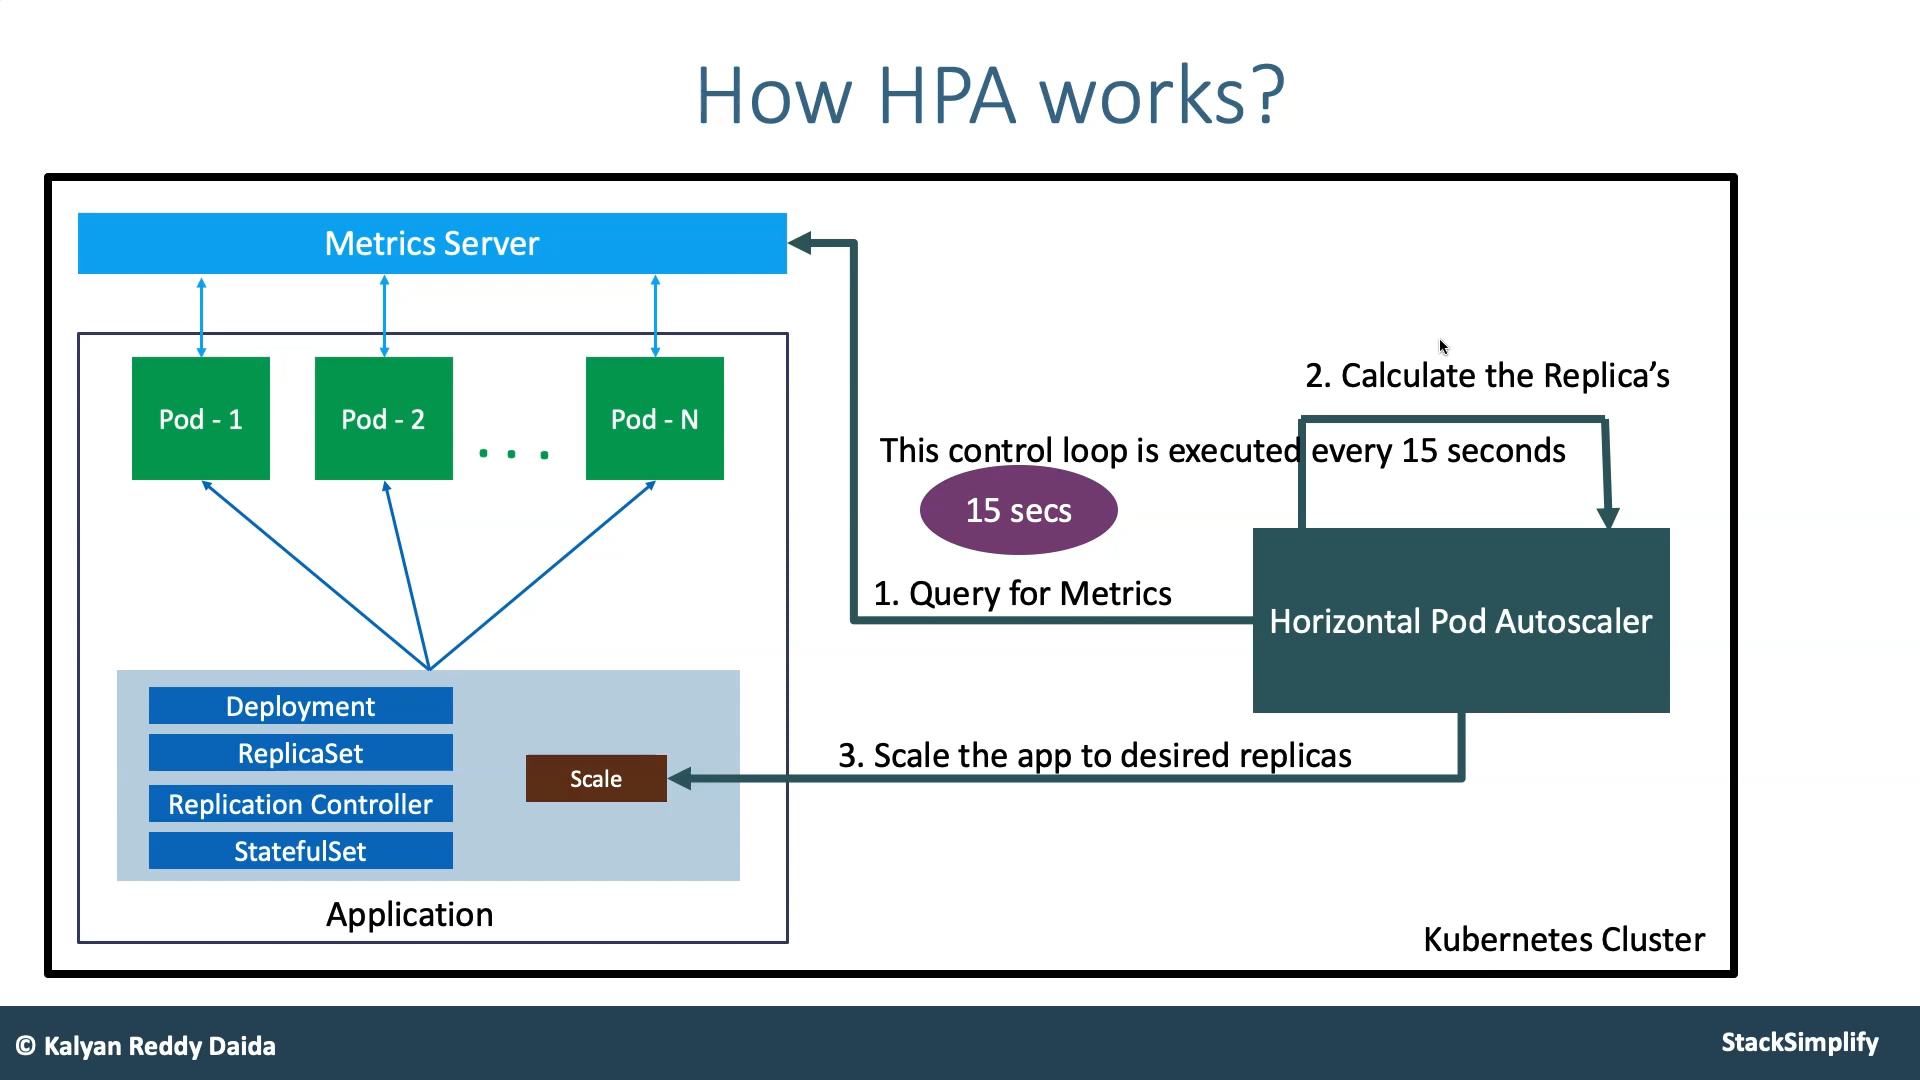 How HPA works?
Metrics Server
Pod - 1
Pod - 2
. . .
Pod - N
2. Calculate the Replica's
This control loop is executed every 15 seconds
15 secs
1. Query for Metrics
Horizontal Pod Autoscaler
Deployment
ReplicaSet
Replication Controller
StatefulSet
Scale
3. Scale the app to desired replicas
Application
Kubernetes Cluster
© Kalyan Reddy Daida
StackSimplify